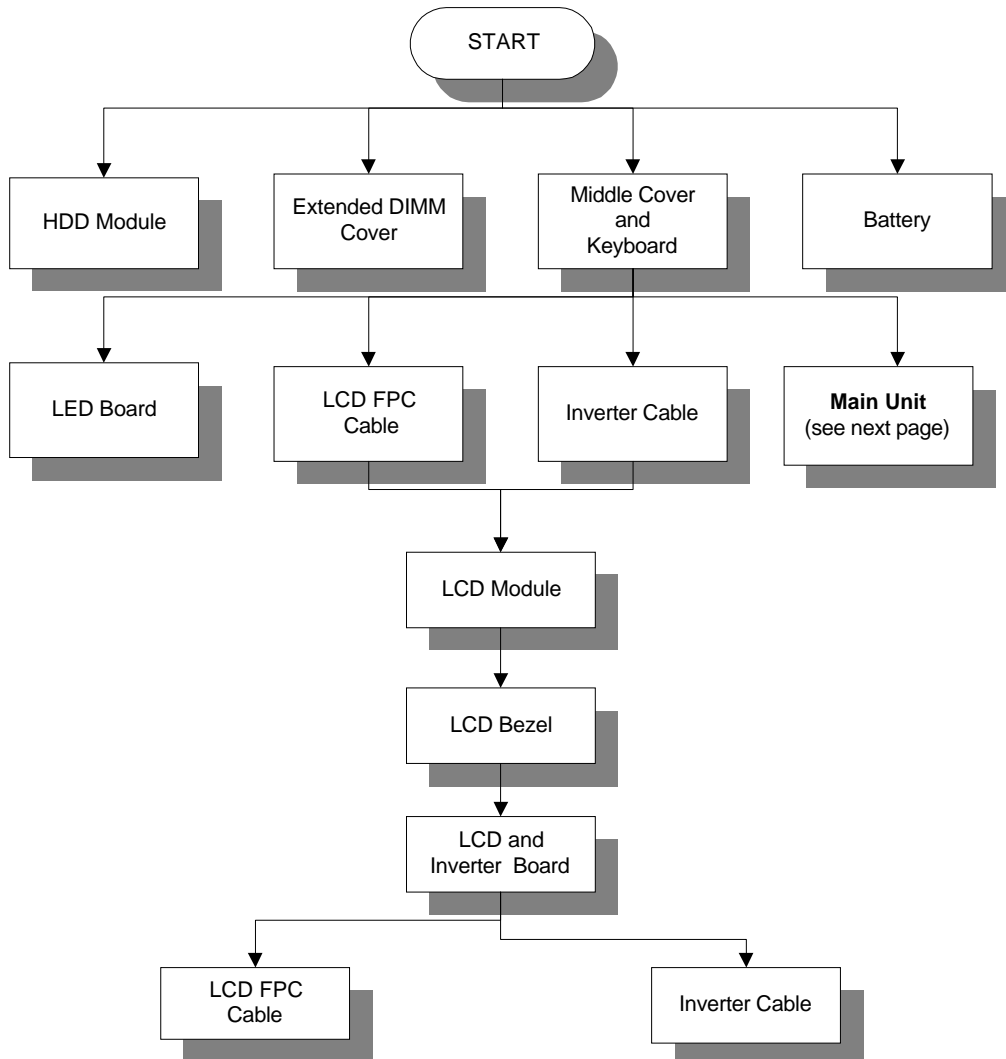 START
HDD Module
Extended DIMM
Cover
Middle Cover
and
Keyboard
Battery
LED Board
LCD FPC
Cable
Inverter Cable
Main Unit
(see next page)
LCD Module
LCD Bezel
LCD and
Inverter Board
LCD FPC
Cable
Inverter Cable